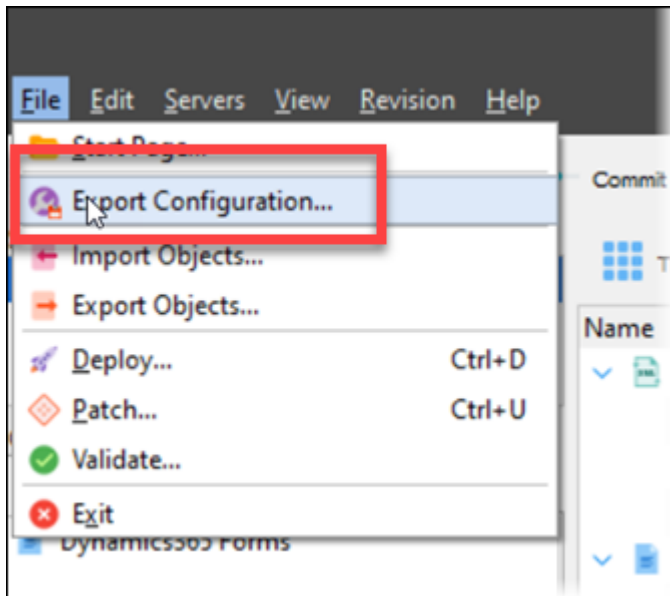 File Edit Servers View Revision Help
Start Page...
Export Configuration...
Import Objects...
Export Objects...
Deploy... Ctrl+D
Patch... Ctrl+U
Validate...
Exit
Dynamics365 Forms
Commit
Name